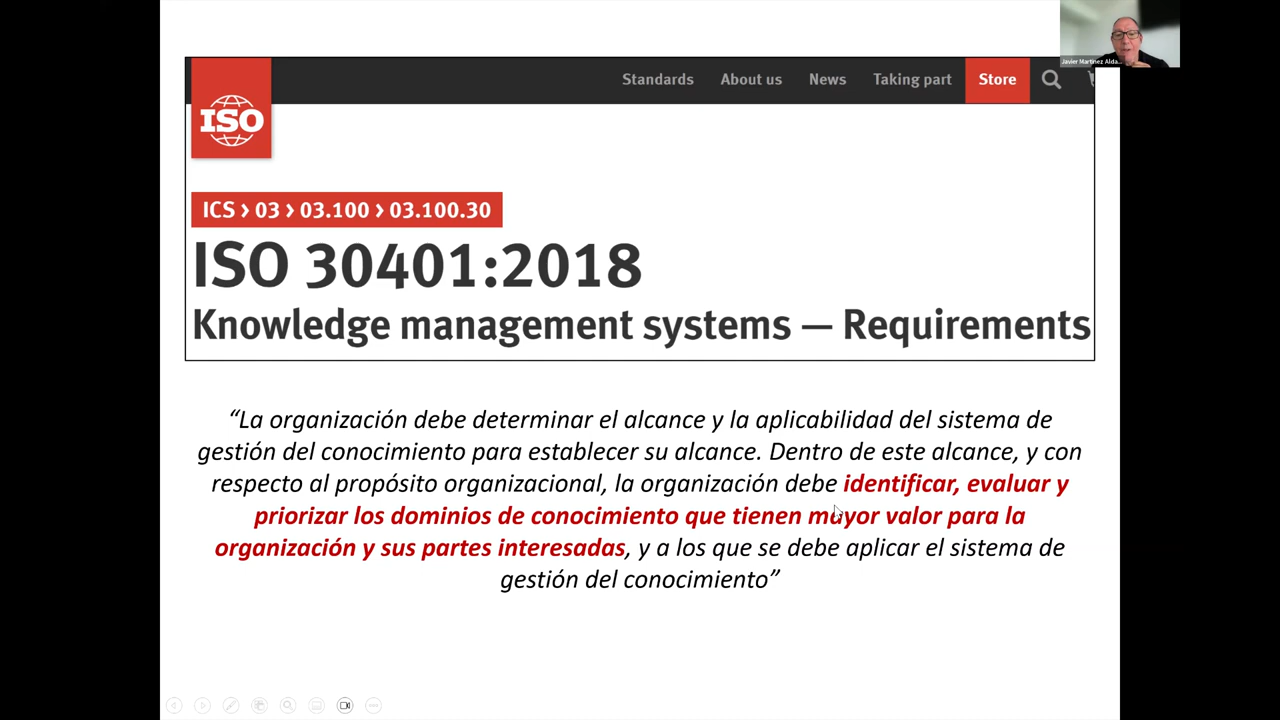 Javier Martínez Alda...
Standards About us News Taking part Store
ISO
ICS › 03 › 03.100 › 03.100.30
ISO 30401:2018
Knowledge management systems — Requirements
“La organización debe determinar el alcance y la aplicabilidad del sistema de
gestión del conocimiento para establecer su alcance. Dentro de este alcance, y con
respecto al propósito organizacional, la organización debe identificar, evaluar y
priorizar los dominios de conocimiento que tienen mayor valor para la
organización y sus partes interesadas, y a los que se debe aplicar el sistema de
gestión del conocimiento”